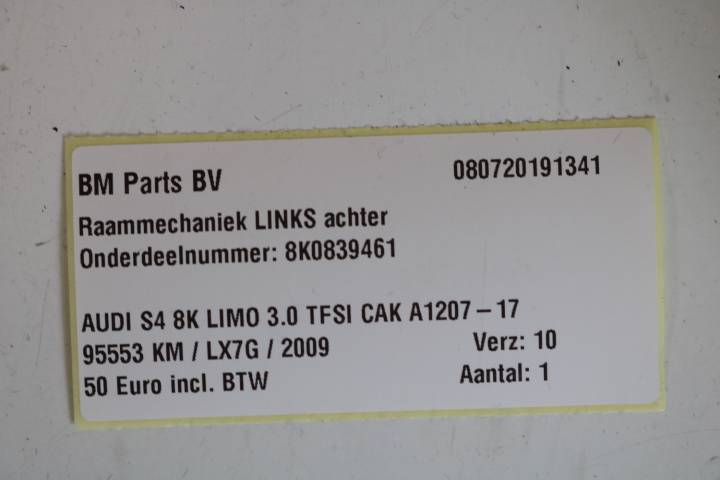 BM Parts BV 080720191341
Raammechaniek LINKS achter
Onderdeelnummer: 8K0839461
AUDI S4 8K LIMO 3.0 TFSI CAK A1207 – 17
95553 KM / LX7G / 2009 Verz: 10
50 Euro incl. BTW Aantal: 1